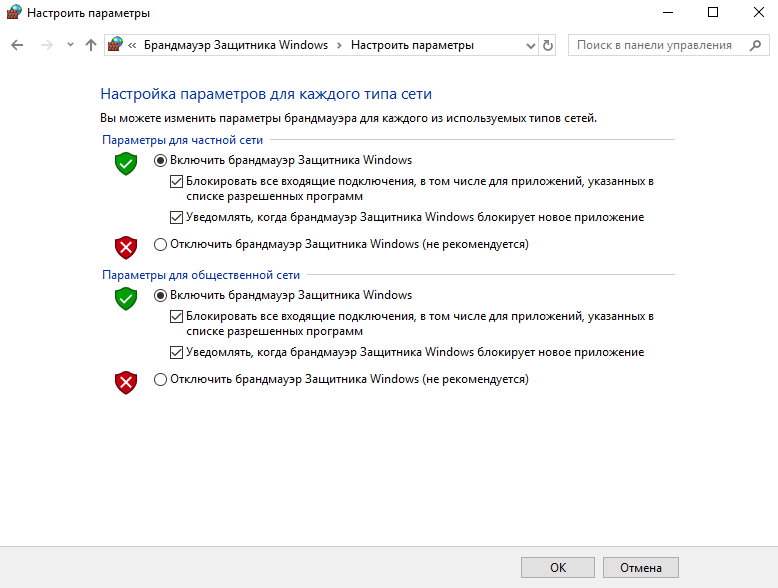 Настроить параметры
« Брандмауэр Защитника Windows › Настроить параметры
Поиск в панели управления
Настройка параметров для каждого типа сети
Вы можете изменить параметры брандмауэра для каждого из используемых типов сетей.
Параметры для частной сети
Включить брандмауэр Защитника Windows
Блокировать все входящие подключения, в том числе для приложений, указанных в
списке разрешенных программ
Уведомлять, когда брандмауэр Защитника Windows блокирует новое приложение
Отключить брандмауэр Защитника Windows (не рекомендуется)
Параметры для общественной сети
Включить брандмауэр Защитника Windows
Блокировать все входящие подключения, в том числе для приложений, указанных в
списке разрешенных программ
Уведомлять, когда брандмауэр Защитника Windows блокирует новое приложение
Отключить брандмауэр Защитника Windows (не рекомендуется)
ОК
Отмена